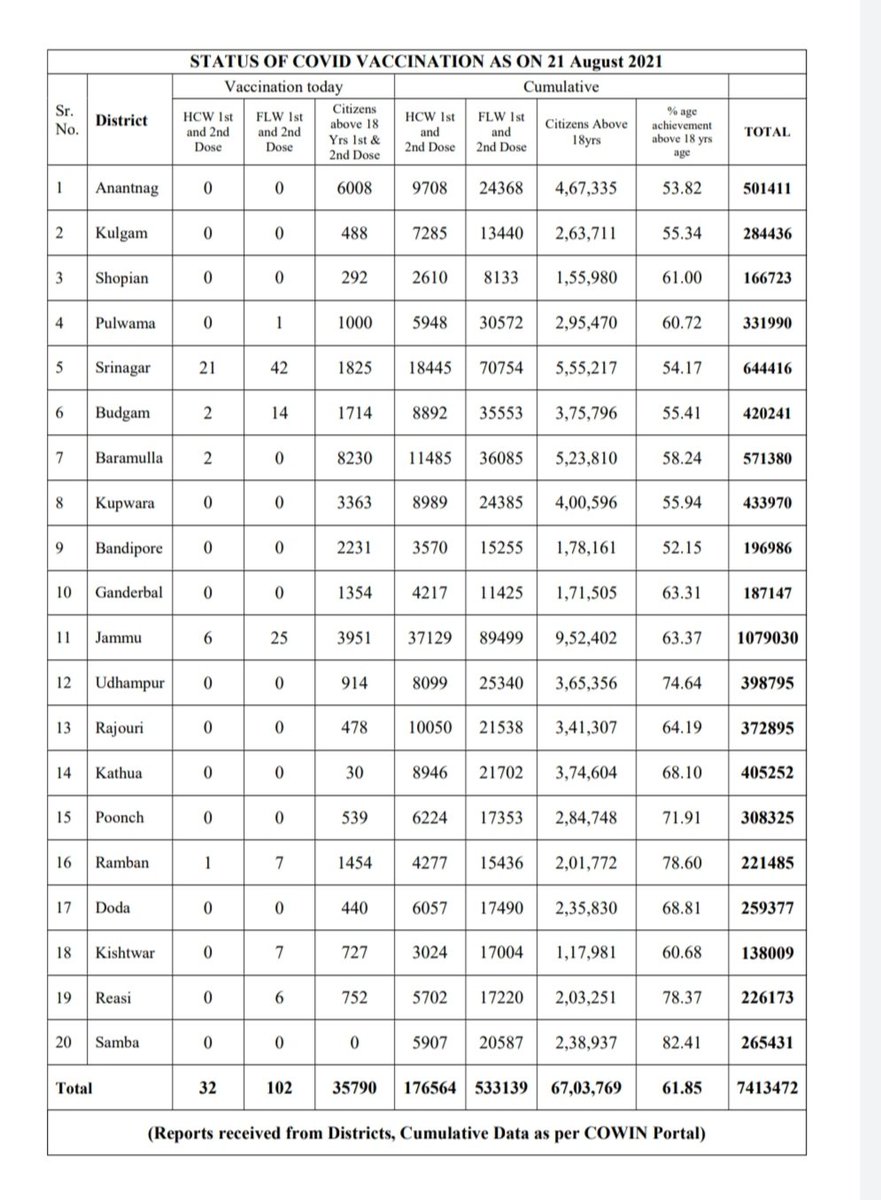 STATUS OF COVID VACCINATION AS ON 21 August 2021
Sr. No. District Vaccination today Cumulative
HCW 1st and 2nd Dose FLW 1st and 2nd Dose Citizens above 18 Yrs 1st & 2nd Dose HCW 1st and 2nd Dose FLW 1st and 2nd Dose Citizens Above 18yrs % age achievement above 18 yrs age TOTAL
1 Anantnag 0 0 6008 9708 24368 4,67,335 53.82 501411
2 Kulgam 0 0 488 7285 13440 2,63,711 55.34 284436
3 Shopian 0 0 292 2610 8133 1,55,980 61.00 166723
4 Pulwama 0 1 1000 5948 30572 2,95,470 60.72 331990
5 Srinagar 21 42 1825 18445 70754 5,55,217 54.17 644416
6 Budgam 2 14 1714 8892 35553 3,75,796 55.41 420241
7 Baramulla 2 0 8230 11485 36085 5,23,810 58.24 571380
8 Kupwara 0 0 3363 8989 24385 4,00,596 55.94 433970
9 Bandipore 0 0 2231 3570 15255 1,78,161 52.15 196986
10 Ganderbal 0 0 1354 4217 11425 1,71,505 63.31 187147
11 Jammu 6 25 3951 37129 89499 9,52,402 63.37 1079030
12 Udhampur 0 0 914 8099 25340 3,65,356 74.64 398795
13 Rajouri 0 0 478 10050 21538 3,41,307 64.19 372895
14 Kathua 0 0 30 8946 21702 3,74,604 68.10 405252
15 Poonch 0 0 539 6224 17353 2,84,748 71.91 308325
16 Ramban 1 7 1454 4277 15436 2,01,772 78.60 221485
17 Doda 0 0 440 6057 17490 2,35,830 68.81 259377
18 Kishtwar 0 7 727 3024 17004 1,17,981 60.68 138009
19 Reasi 0 6 752 5702 17220 2,03,251 78.37 226173
20 Samba 0 0 0 5907 20587 2,38,937 82.41 265431
Total 32 102 35790 176564 533139 67,03,769 61.85 7413472
(Reports received from Districts, Cumulative Data as per COWIN Portal)